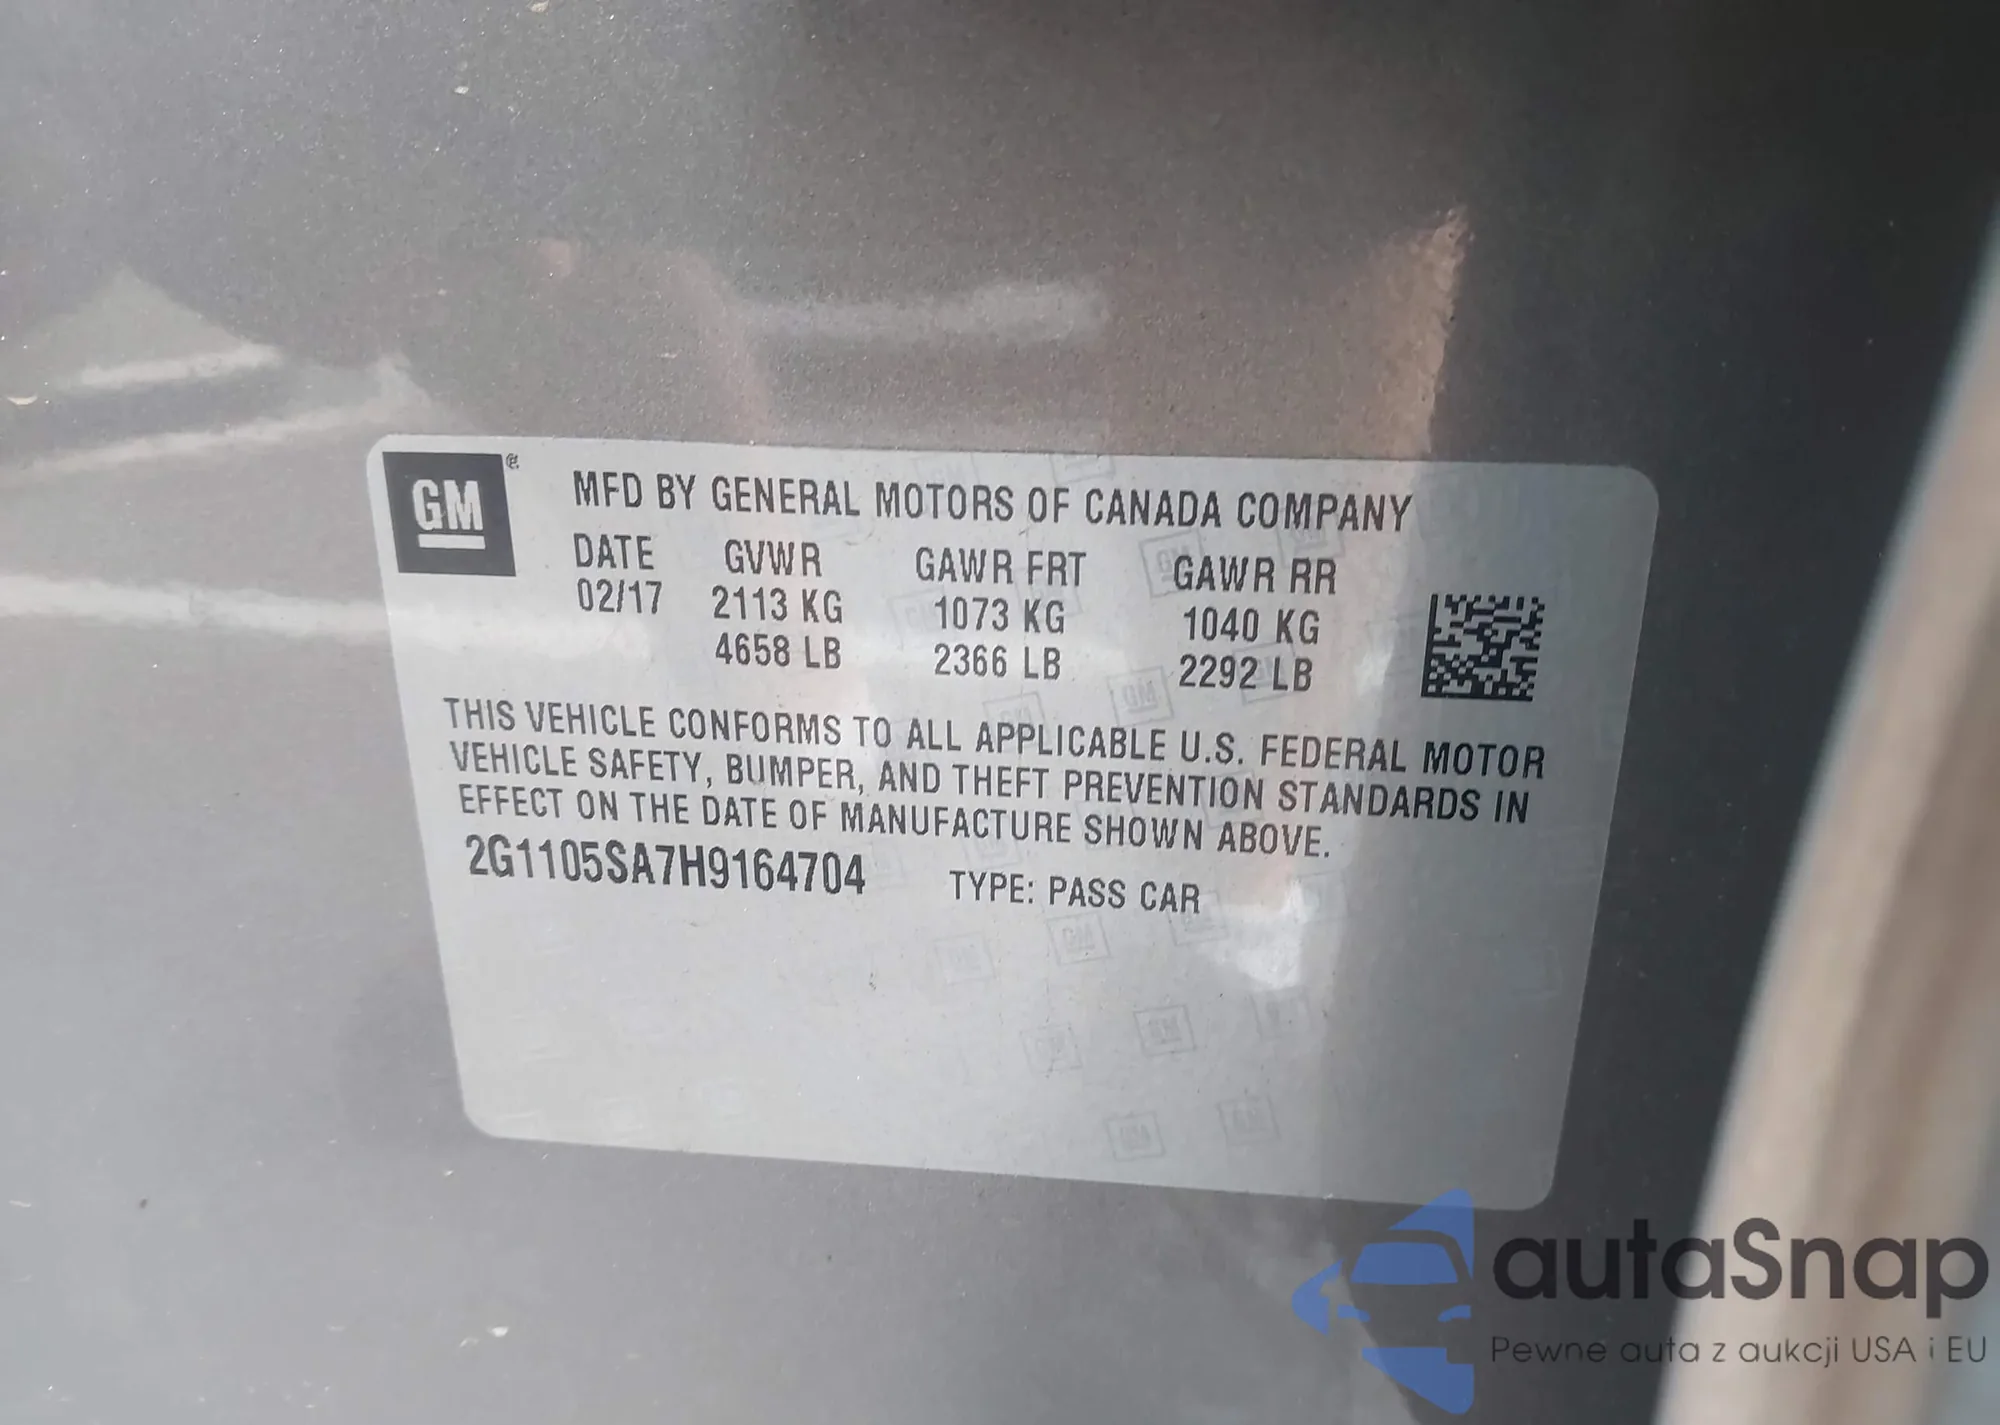 GM
MFD BY GENERAL MOTORS OF CANADA COMPANY
DATE GVWR GAWR FRT GAWR RR
02/17 2113 KG 1073 KG 1040 KG
4658 LB 2366 LB 2292 LB
THIS VEHICLE CONFORMS TO ALL APPLICABLE U.S. FEDERAL MOTOR
VEHICLE SAFETY, BUMPER, AND THEFT PREVENTION STANDARDS IN
EFFECT ON THE DATE OF MANUFACTURE SHOWN ABOVE.
2G1105SA7H9164704 TYPE: PASS CAR
autaSnap
Pewne auta z aukcji USA i EU